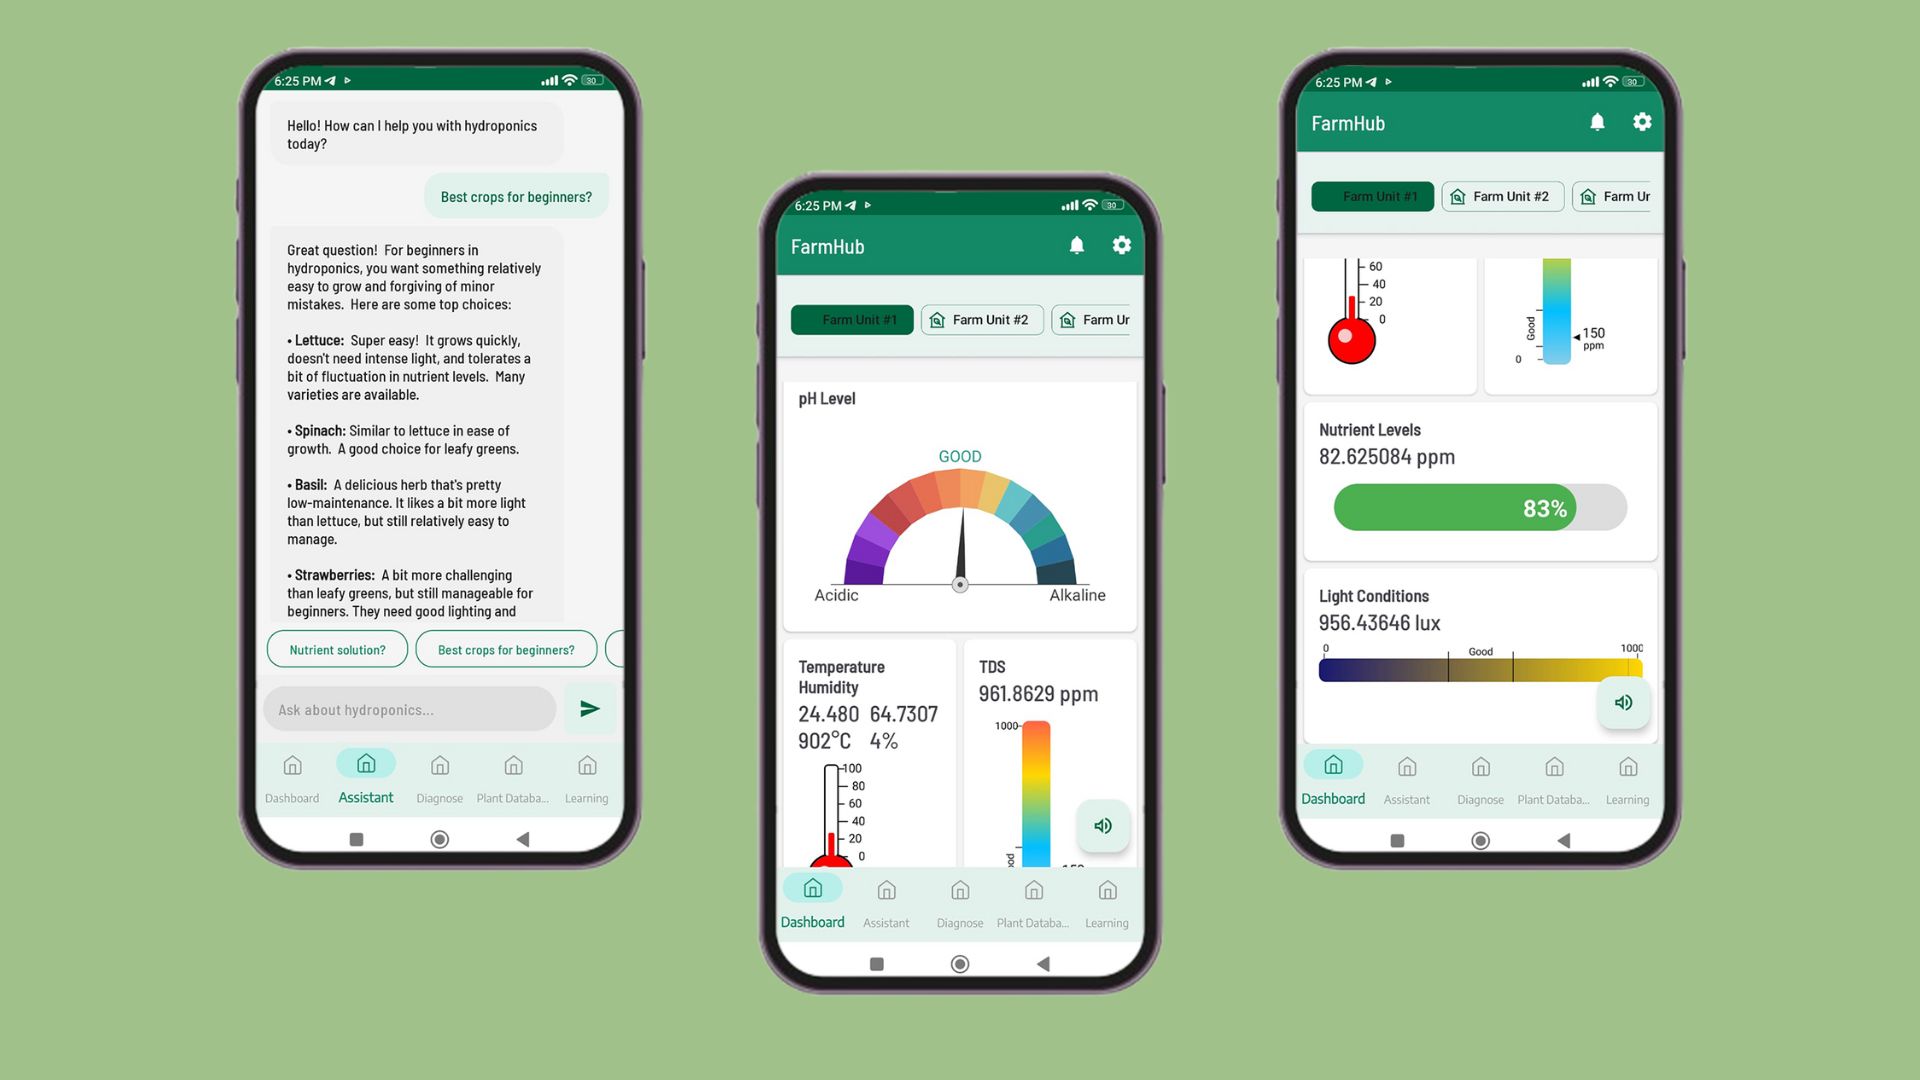 6:25 PM
30
Hello! How can I help you with hydroponics
today?
Best crops for beginners?
Great question!  For beginners in
hydroponics, you want something relatively
easy to grow and forgiving of minor
mistakes.  Here are some top choices:
• Lettuce:  Super easy!  It grows quickly,
doesn't need intense light, and tolerates a
bit of fluctuation in nutrient levels.  Many
varieties are available.
• Spinach: Similar to lettuce in ease of
growth.  A good choice for leafy greens.
• Basil:  A delicious herb that's pretty
low-maintenance. It likes a bit more light
than lettuce, but still relatively easy to
manage.
• Strawberries:  A bit more challenging
than leafy greens, but still manageable for
beginners. They need good lighting and
Nutrient solution?
Best crops for beginners?
Ask about hydroponics...
Dashboard
Assistant
Diagnose
Plant Databa...
Learning
6:25 PM
30
FarmHub
Farm Unit #1
Farm Unit #2
Farm Ur
pH Level
GOOD
Acidic
Alkaline
Temperature
Humidity
24.480 64.7307
902°C 4%
100
80
60
40
20
0
TDS
961.8629 ppm
1000
Dashboard
Assistant
Diagnose
Plant Databa...
Learning
6:25 PM
30
FarmHub
Farm Unit #1
Farm Unit #2
Farm Ur
60
40
20
0
Good
0
150
ppm
Nutrient Levels
82.625084 ppm
83%
Light Conditions
956.43646 lux
0
Good
1000
Dashboard
Assistant
Diagnose
Plant Databa...
Learning